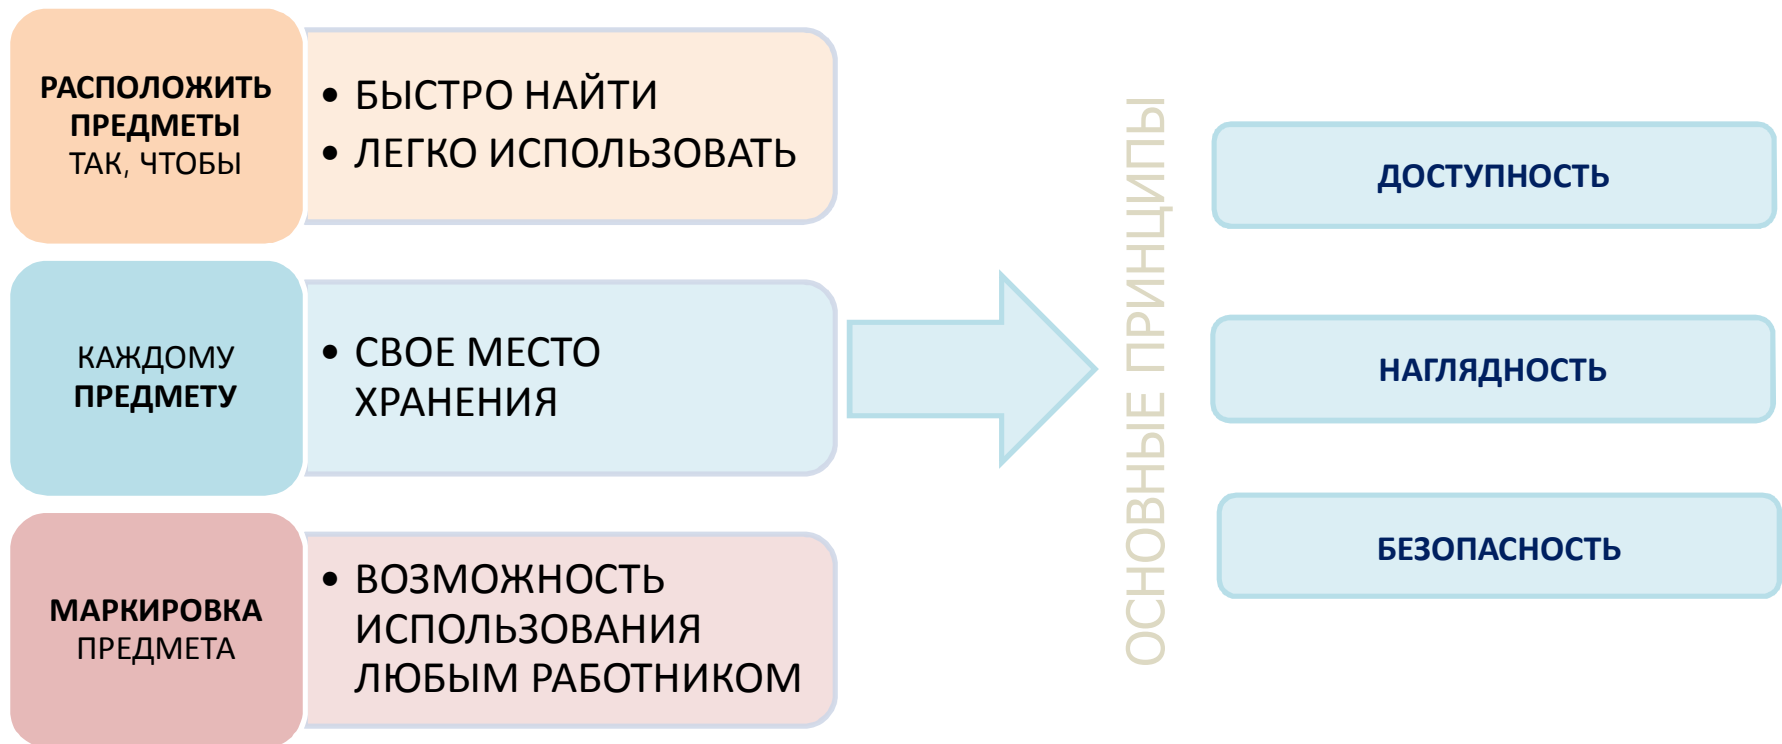 РАСПОЛОЖИТЬ
ПРЕДМЕТЫ
ТАК, ЧТОБЫ
• БЫСТРО НАЙТИ
• ЛЕГКО ИСПОЛЬЗОВАТЬ
КАЖДОМУ
ПРЕДМЕТУ
• СВОЕ МЕСТО
ХРАНЕНИЯ
МАРКИРОВКА
ПРЕДМЕТА
• ВОЗМОЖНОСТЬ
ИСПОЛЬЗОВАНИЯ
ЛЮБЫМ РАБОТНИКОМ
ОСНОВНЫЕ ПРИНЦИПЫ
ДОСТУПНОСТЬ
НАГЛЯДНОСТЬ
БЕЗОПАСНОСТЬ